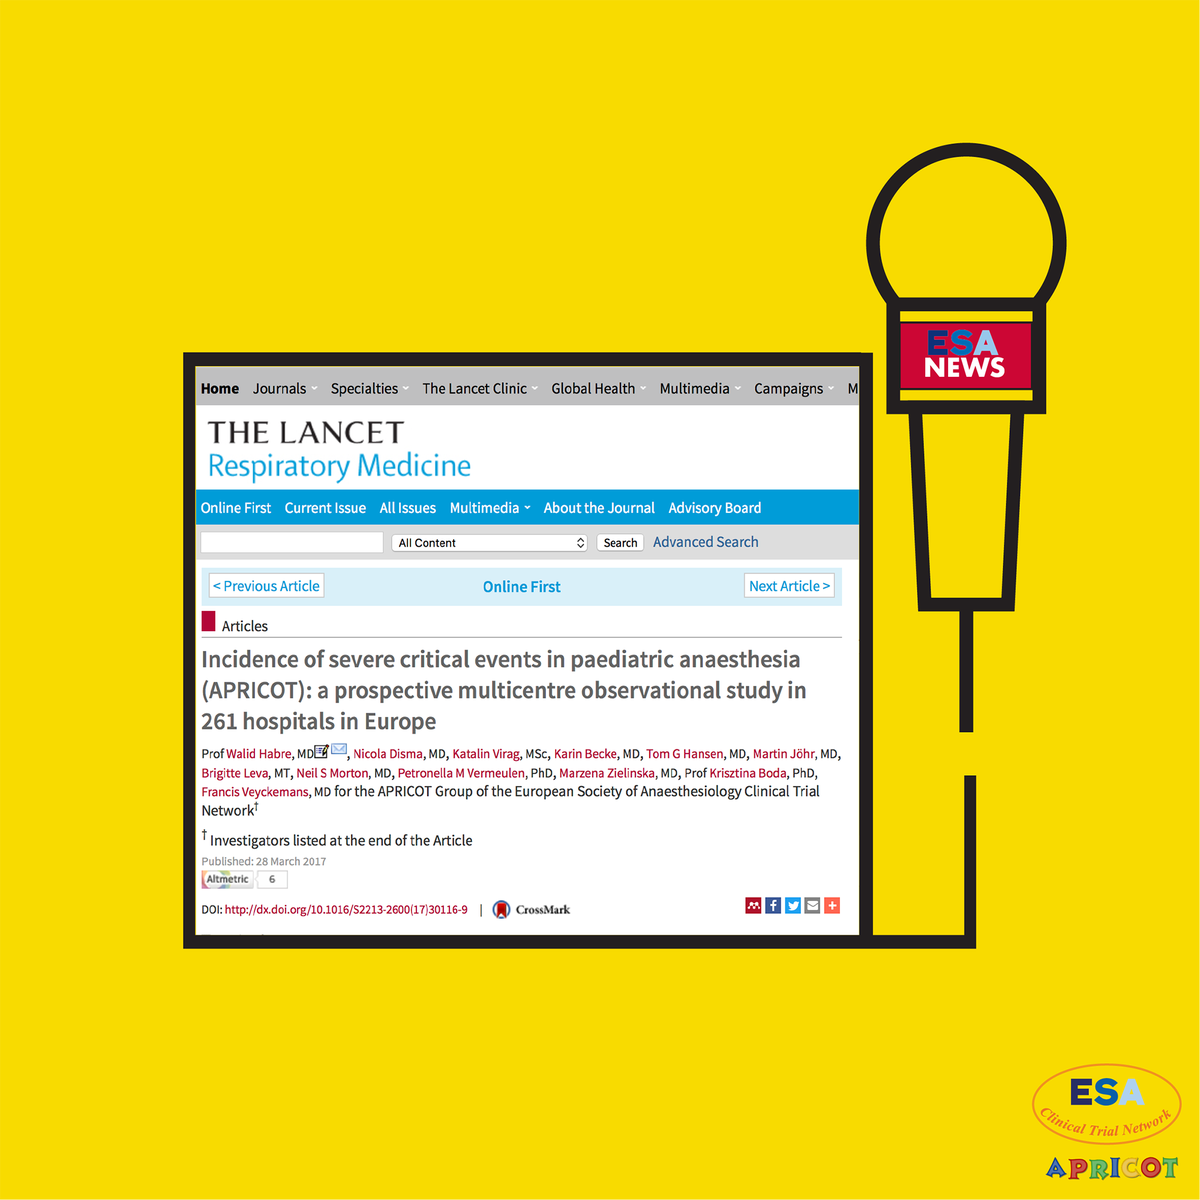 ESA
NEWS
Home Journals Specialties The Lancet Clinic Global Health Multimedia Campaigns M
THE LANCET
Respiratory Medicine
Online First Current Issue All Issues Multimedia About the Journal Advisory Board
All Content Search Advanced Search
< Previous Article Online First Next Article >
Articles
Incidence of severe critical events in paediatric anaesthesia
(APRICOT): a prospective multicentre observational study in
261 hospitals in Europe
Prof Walid Habre, MD, Nicola Disma, MD, Katalin Virag, MSc, Karin Becke, MD, Tom G Hansen, MD, Martin Jöhr, MD,
Brigitte Leva, MT, Neil S Morton, MD, Petronella M Vermeulen, PhD, Marzena Zielinska, MD, Prof Krisztina Boda, PhD,
Francis Veyckemans, MD for the APRICOT Group of the European Society of Anaesthesiology Clinical Trial
Network†
† Investigators listed at the end of the Article
Published: 28 March 2017
Altmetric 6
DOI: http://dx.doi.org/10.1016/S2213-2600(17)30116-9 | CrossMark
ESA
Clinical Trial Network
APRICOT